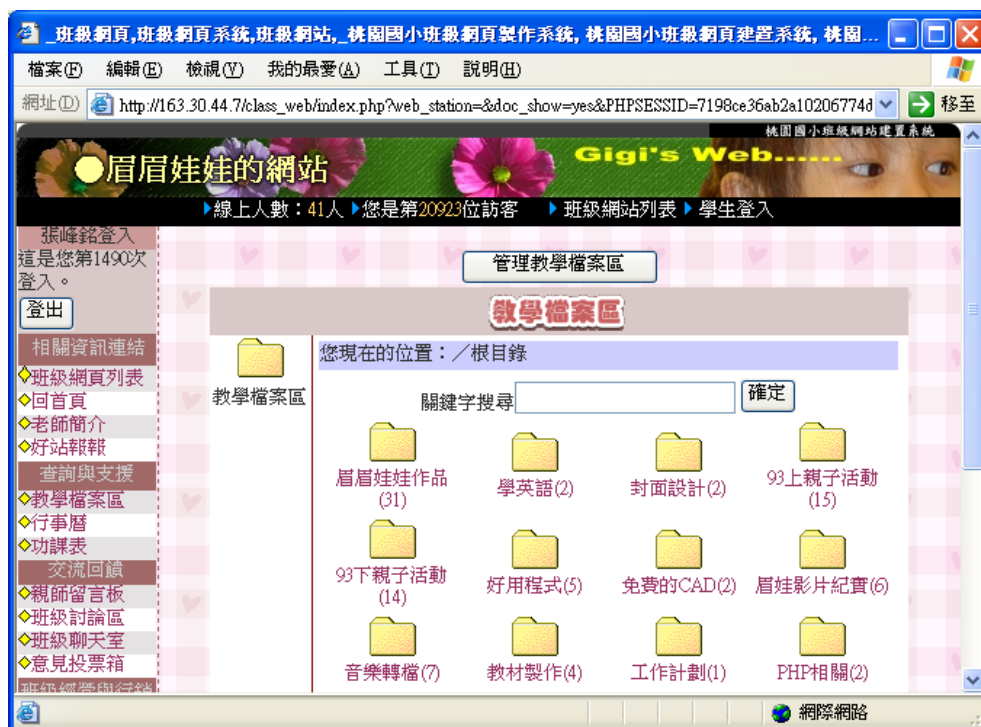 _班級網頁,班級網頁系統,班級網站,_桃園國小班級網頁製作系統, 桃園國小班級網頁建置系統, 桃園...
檔案(F) 編輯(E) 檢視(V) 我的最愛(A) 工具(T) 說明(H)
網址(D) http://163.30.44.7/class_web/index.php?web_station=&doc_show=yes&PHPSESSID=7198ce36ab2a10206774d 移至
桃園國小班級網站建置系統
眉眉娃娃的網站
Gigi's Web......
線上人數：41人 您是第20923位訪客 班級網站列表 學生登入
張峰銘登入
這是您第1490次
登入。
登出
相關資訊連結
班級網頁列表
回首頁
老師簡介
好站報報
查詢與支援
教學檔案區
行事曆
功課表
交流回饋
親師留言板
班級討論區
班級聊天室
意見投票箱
班級經營與行銷
管理教學檔案區
教學檔案區
教學檔案區
您現在的位置：／根目錄
關鍵字搜尋 確定
眉眉娃娃作品
(31)
學英語(2)
封面設計(2)
93上親子活動
(15)
93下親子活動
(14)
好用程式(5)
免費的CAD(2)
眉娃影片紀實(6)
音樂轉檔(7)
教材製作(4)
工作計劃(1)
PHP相關(2)
網際網路